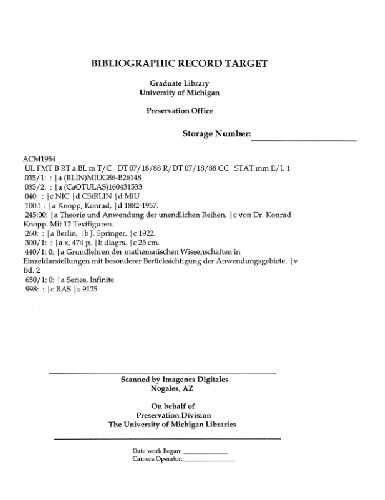 BIBLIOGRAPHIC RECORD TARGET
Graduate Library
University of Michigan
Preservation Office
Storage Number:
ACM1954
UL FMT B RT a BL m T/C DT 07/18/88 R/DT 07/18/88 CC STAT mm E/L 1
035/1: : |a (RLIN)MIUG86-B26148
035/2: : |a (CaOTULAS)160431533
040: : |c NIC |d CStRLIN |d MiU
100:1 : |a Knopp, Konrad, |d 1882-1957.
245:00: |a Theorie und Anwendung der unendlichen Reihen, |c von Dr. Konrad
Knopp. Mit 12 Textfiguren.
260: : |a Berlin, |b J. Springer, |c 1922.
300/1: : |a x, 474 p. |b diagrs. |c 25 cm.
440/1: 0: |a Grundlehren der mathematischen Wissenschaften in
Einzeldarstellungen mit besonderer Berücksichtigung der Anwendungsgebiete. |v
Bd. 2
650/1: 0: |a Series, Infinite
998: : |c RAS |s 9125
Scanned by Imagenes Digitales
Nogales, AZ
On behalf of
Preservation Division
The University of Michigan Libraries
Date work Began:
Camera Operator: